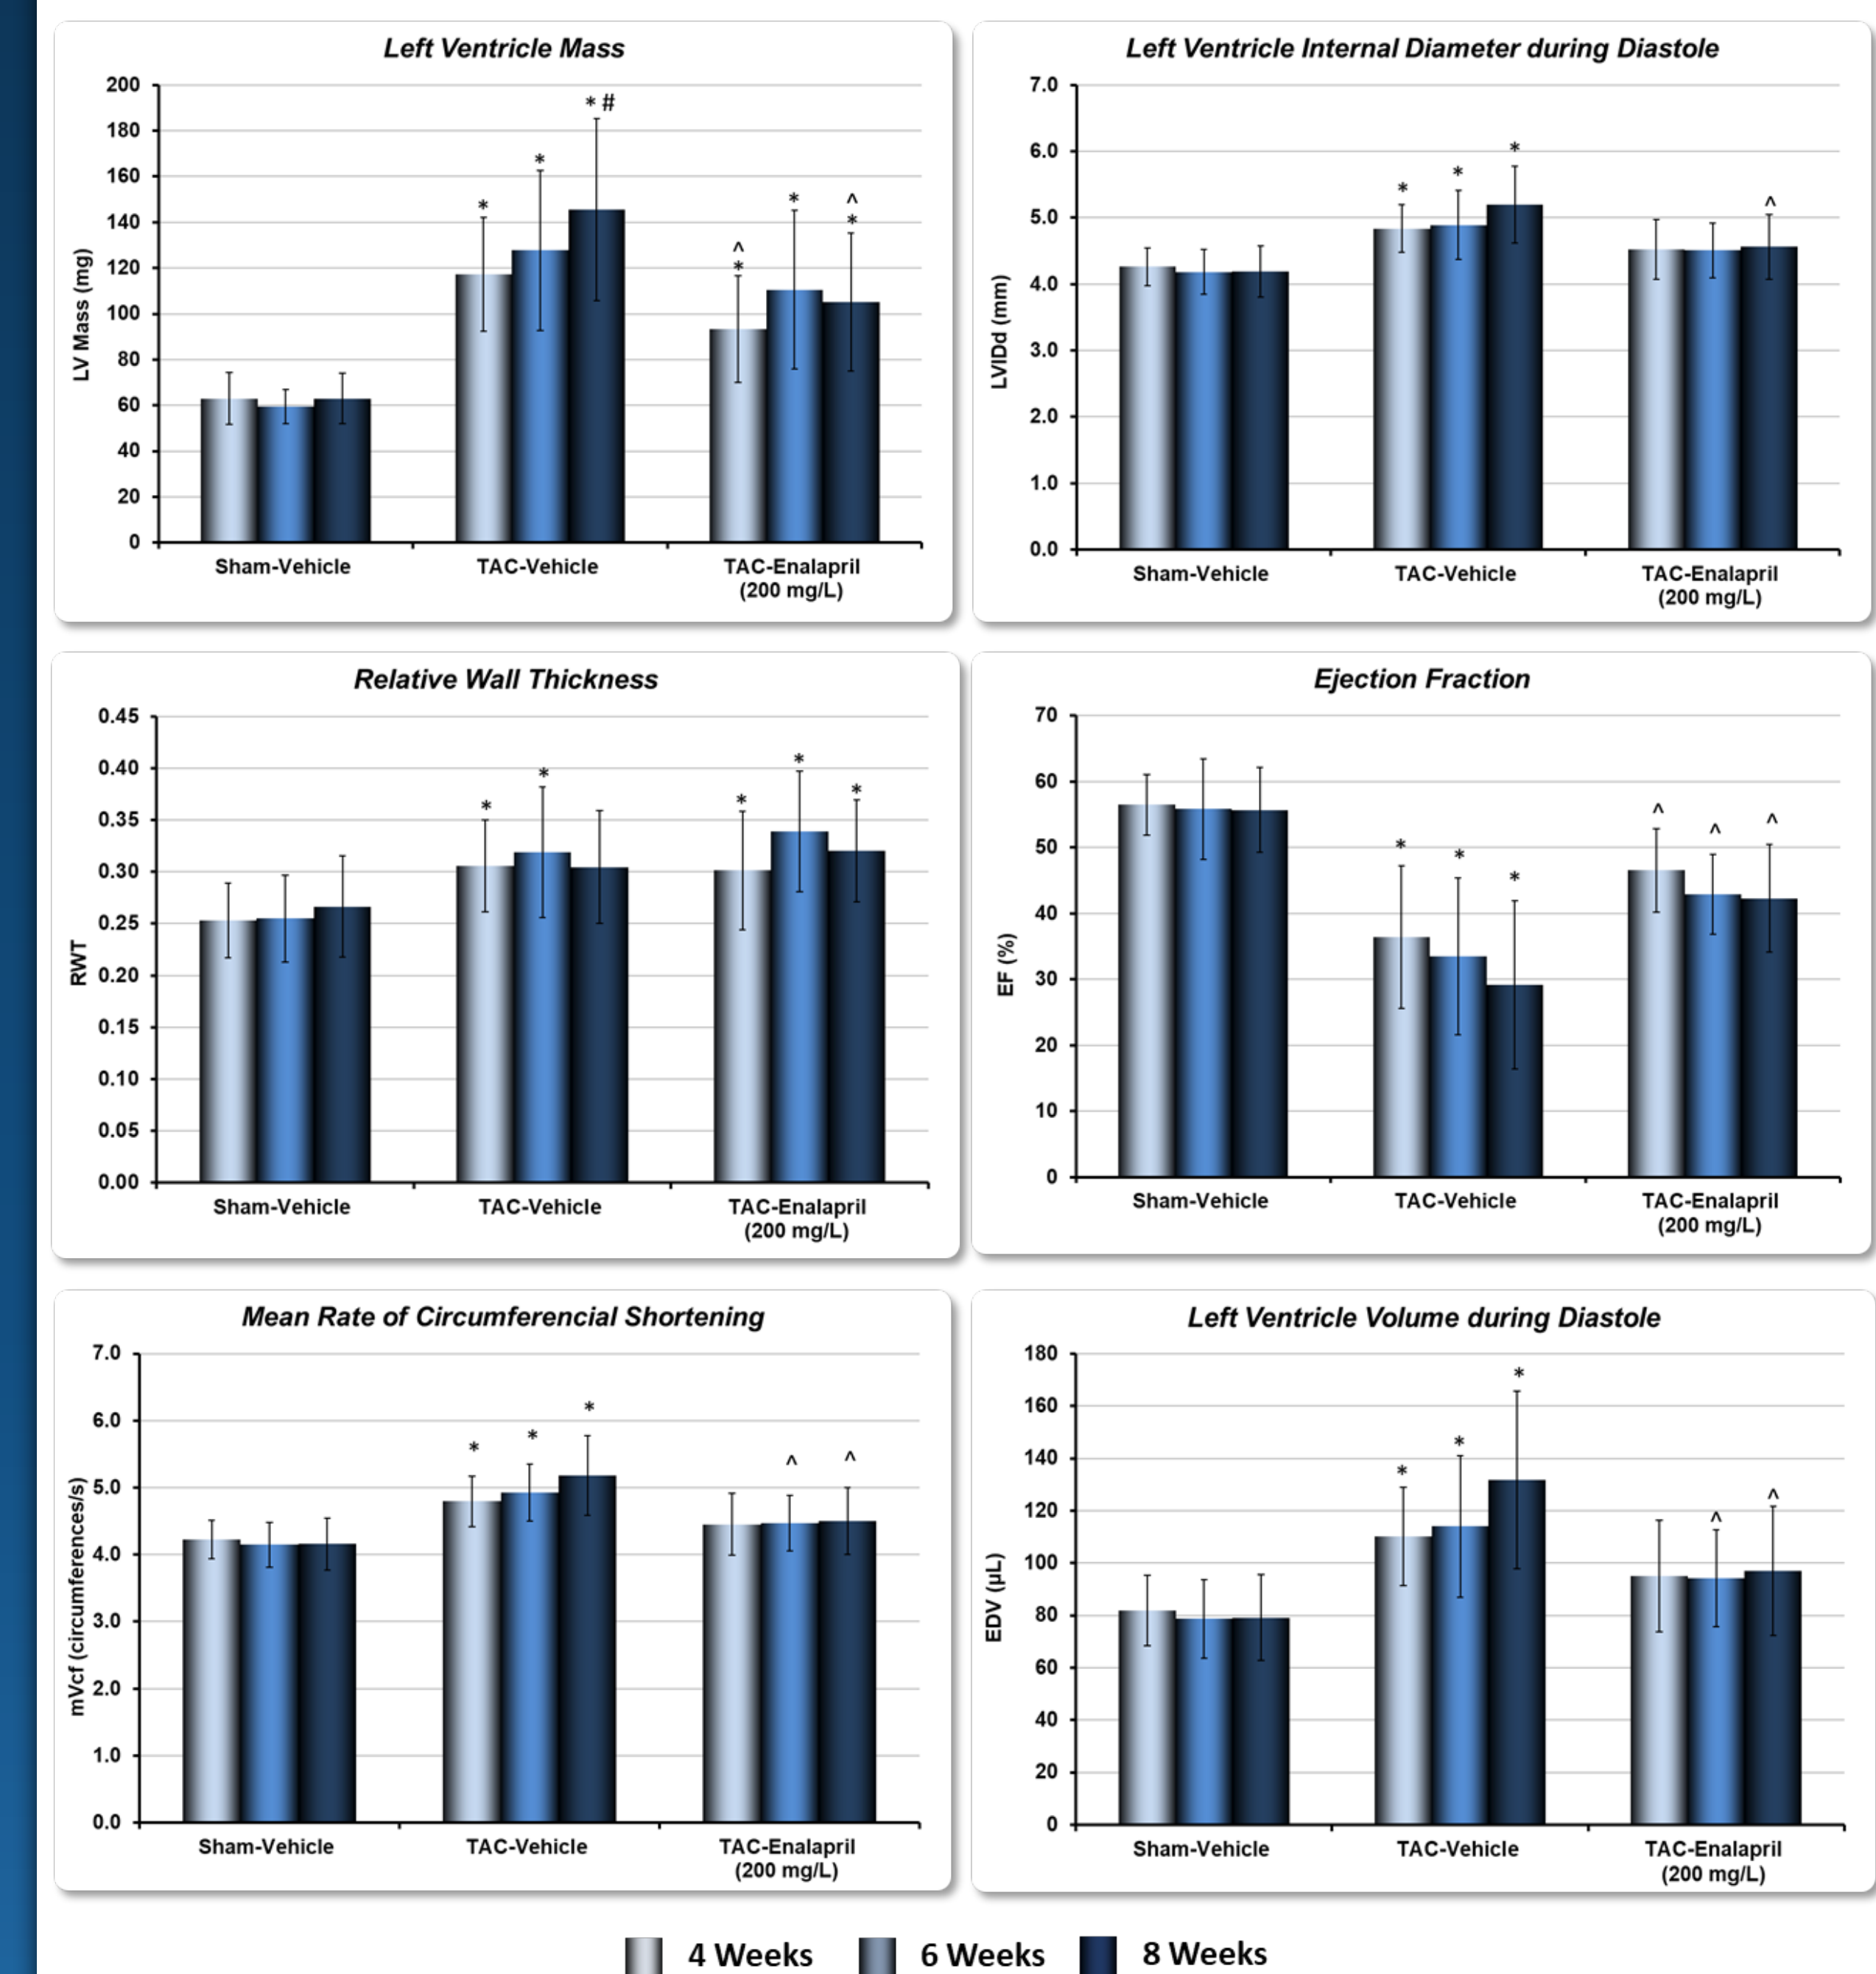 Left Ventricle Mass
200
180
160
140
120
100
80
60
40
20
0
LV Mass (mg)
*
*
* #
^
*
*
^
*
Sham-Vehicle
TAC-Vehicle
TAC-Enalapril
(200 mg/L)
Left Ventricle Internal Diameter during Diastole
7.0
6.0
5.0
4.0
3.0
2.0
1.0
0.0
LVIDd (mm)
*
*
*
^
Sham-Vehicle
TAC-Vehicle
TAC-Enalapril
(200 mg/L)
Relative Wall Thickness
0.45
0.40
0.35
0.30
0.25
0.20
0.15
0.10
0.05
0.00
RWT
*
*
*
*
*
Sham-Vehicle
TAC-Vehicle
TAC-Enalapril
(200 mg/L)
Ejection Fraction
70
60
50
40
30
20
10
0
EF (%)
*
*
*
^
^
^
Sham-Vehicle
TAC-Vehicle
TAC-Enalapril
(200 mg/L)
Mean Rate of Circumferencial Shortening
7.0
6.0
5.0
4.0
3.0
2.0
1.0
0.0
mVcf (circumferences/s)
*
*
*
^
^
Sham-Vehicle
TAC-Vehicle
TAC-Enalapril
(200 mg/L)
Left Ventricle Volume during Diastole
180
160
140
120
100
80
60
40
20
0
EDV (µL)
*
*
*
^
^
Sham-Vehicle
TAC-Vehicle
TAC-Enalapril
(200 mg/L)
4 Weeks
6 Weeks
8 Weeks